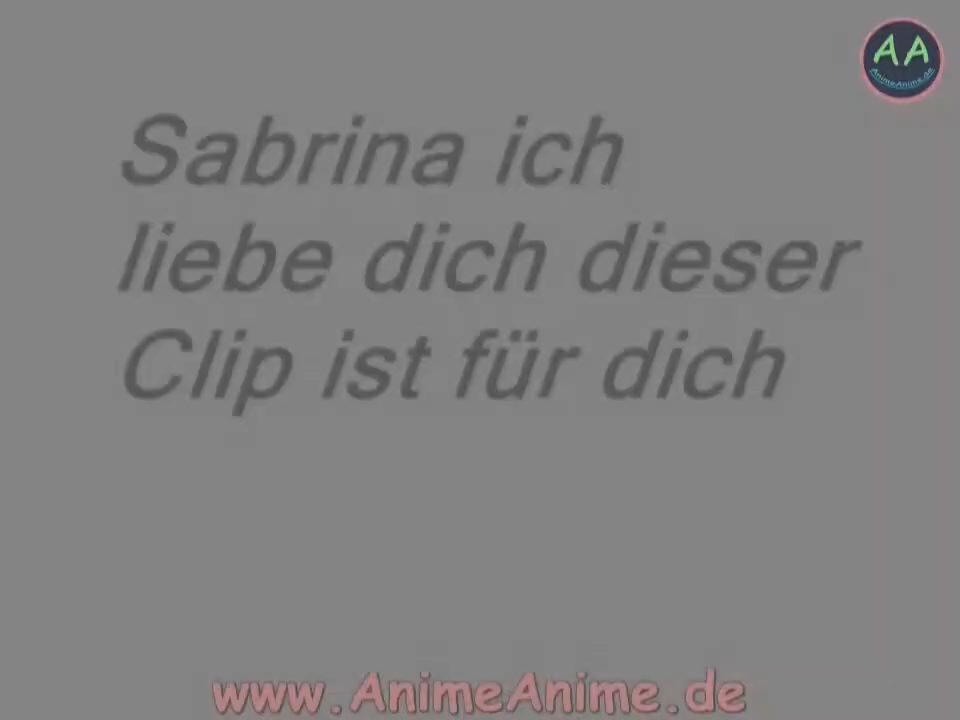 AA
AnimeAnime.de
Sabrina ich
liebe dich dieser
Clip ist für dich
www.AnimeAnime.de